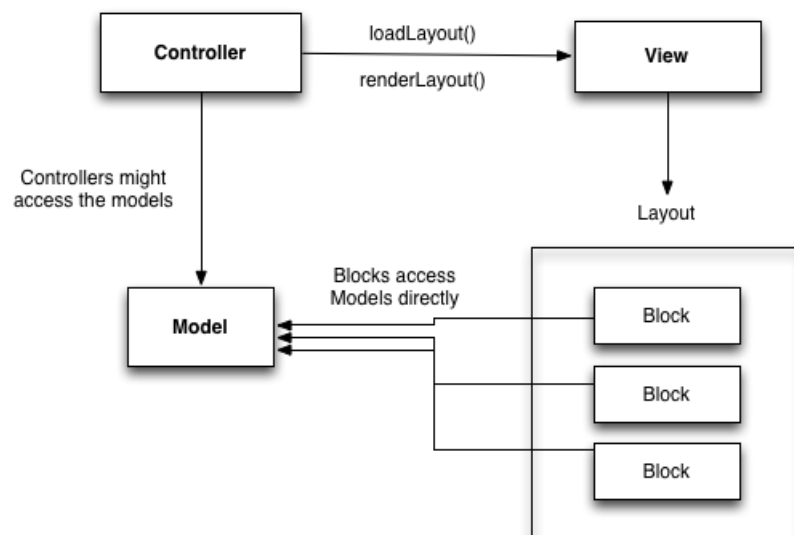 Controller
loadLayout()
renderLayout()
View
Controllers might
access the models
Layout
Blocks access
Models directly
Model
Block
Block
Block